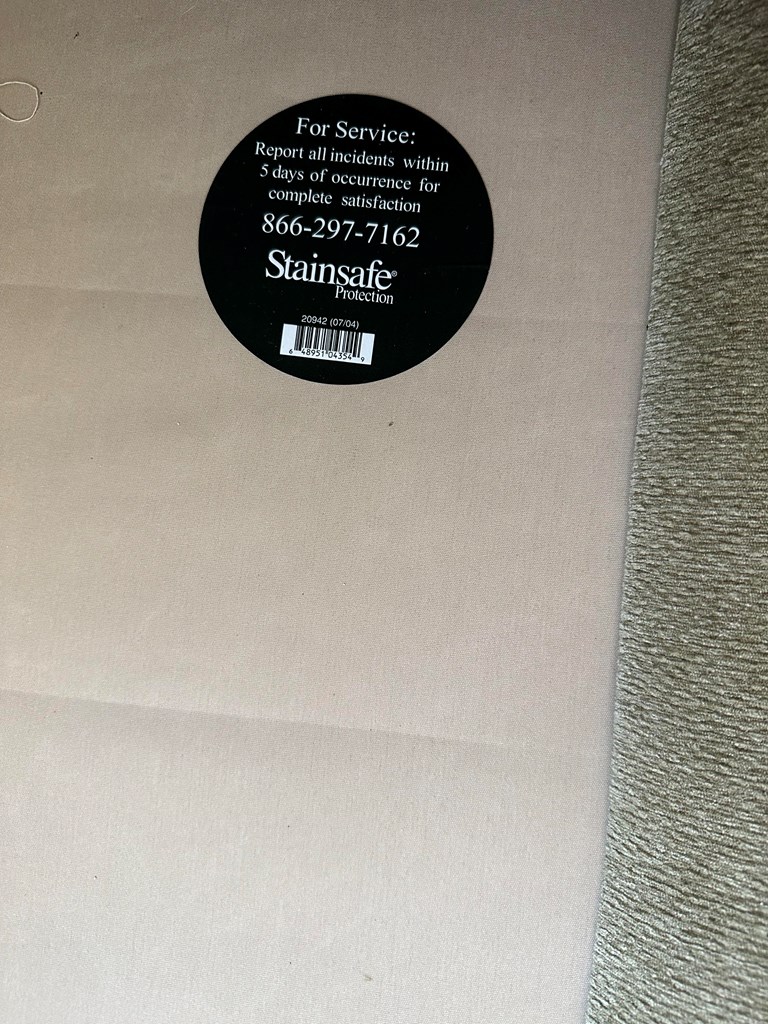 For Service:
Report all incidents within
5 days of occurrence for
complete satisfaction
866-297-7162
Stainsafe®
Protection
20942 (07/04)
6 48951 04354 9